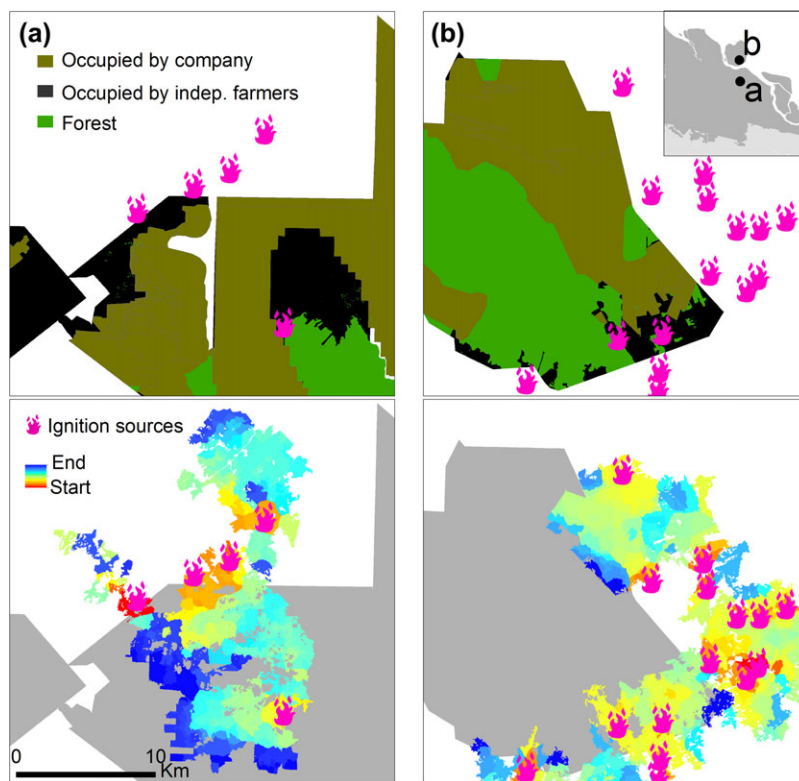 (a)
Occupied by company
Occupied by indep. farmers
Forest
(b)
b
a
Ignition sources
End
Start
0 10
Km